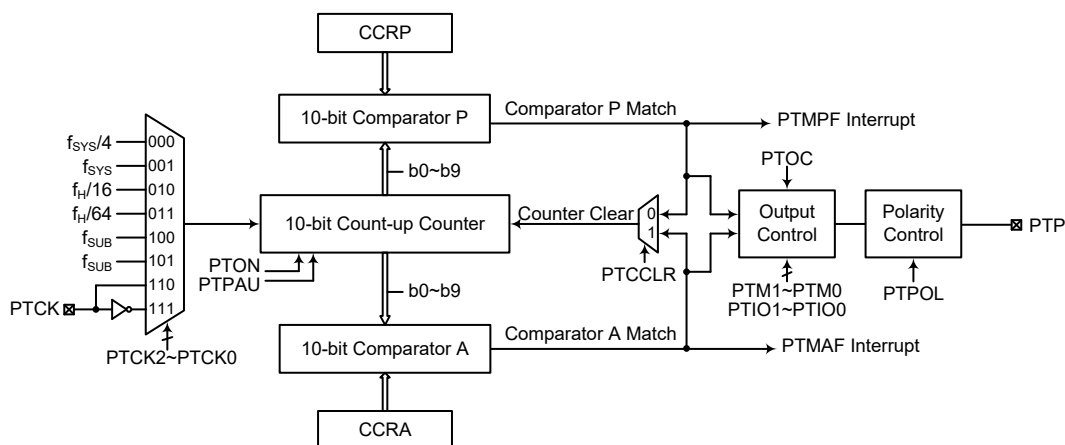 CCRP
10-bit Comparator P
Comparator P Match
PTMPF Interrupt
fSYS/4
000
fSYS
001
fH/16
010
fH/64
011
fSUB
100
fSUB
101
110
PTCK
111
PTCK2~PTCK0
b0~b9
10-bit Count-up Counter
PTON
PTPAU
b0~b9
Counter Clear
0
1
PTCCLR
PTOC
Output
Control
PTM1~PTM0
PTIO1~PTIO0
Polarity
Control
PTPOL
PTP
10-bit Comparator A
Comparator A Match
PTMAF Interrupt
CCRA